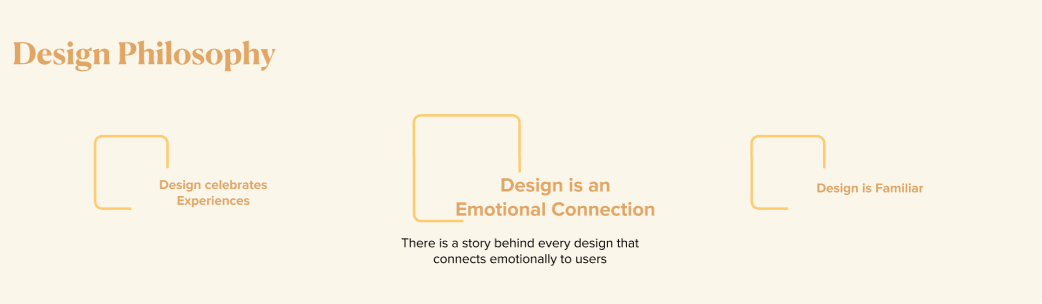 Design Philosophy
Design celebrates
Experiences
Design is an
Emotional Connection
There is a story behind every design that
connects emotionally to users
Design is Familiar